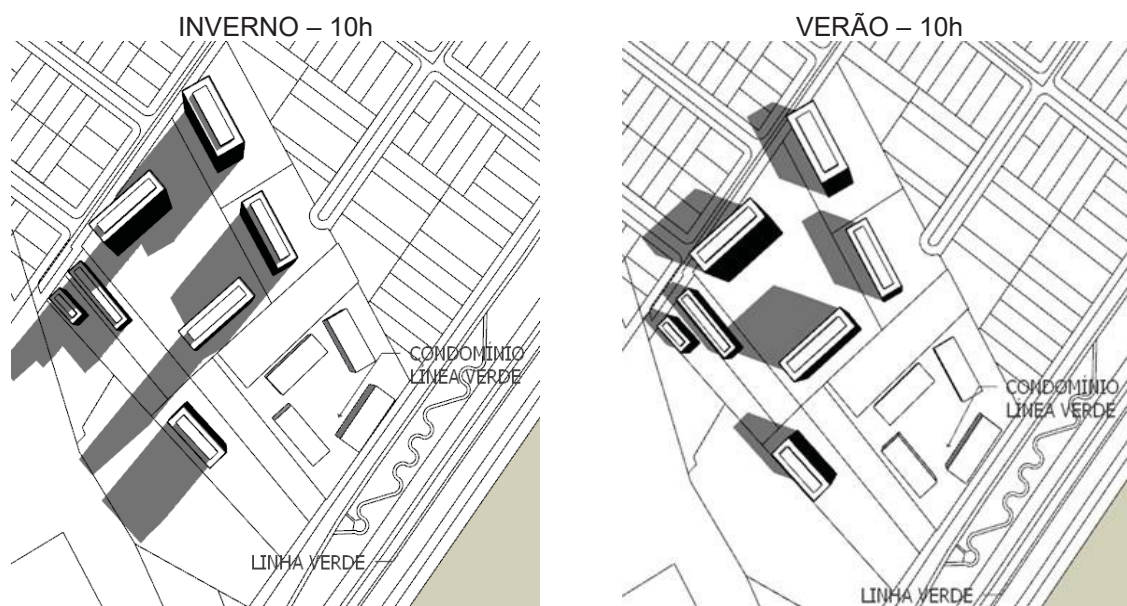 INVERNO – 10h
VERÃO – 10h
CONDOMÍNIO
LINEA VERDE
LINHA VERDE
CONDOMÍNIO
LINEA VERDE
LINHA VERDE